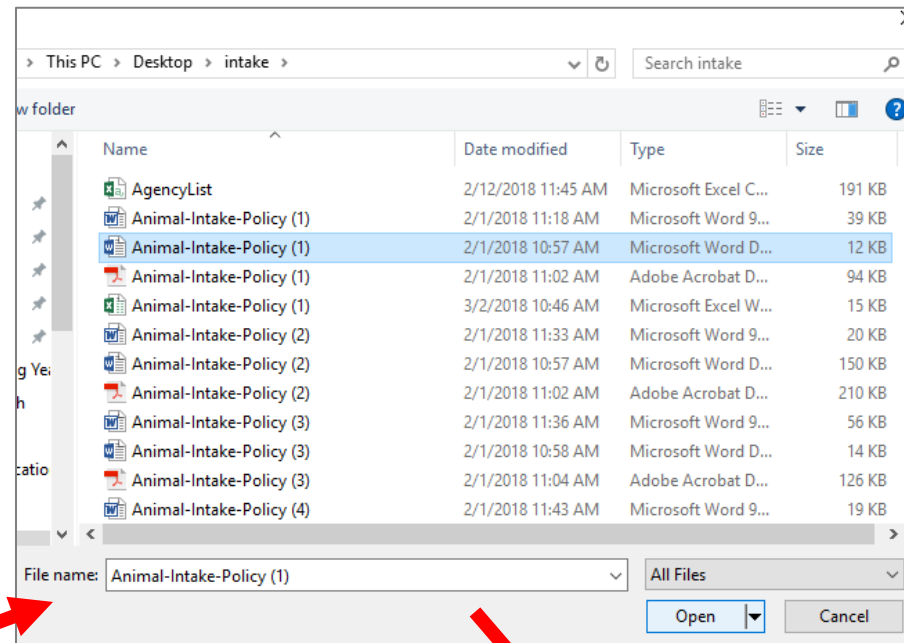 > This PC > Desktop > intake > Search intake
w folder ?
Name Date modified Type Size
AgencyList 2/12/2018 11:45 AM Microsoft Excel C... 191 KB
Animal-Intake-Policy (1) 2/1/2018 11:18 AM Microsoft Word 9... 39 KB
Animal-Intake-Policy (1) 2/1/2018 10:57 AM Microsoft Word D... 12 KB
Animal-Intake-Policy (1) 2/1/2018 11:02 AM Adobe Acrobat D... 94 KB
Animal-Intake-Policy (1) 3/2/2018 10:46 AM Microsoft Excel W... 15 KB
Animal-Intake-Policy (2) 2/1/2018 11:33 AM Microsoft Word 9... 20 KB
g Yea Animal-Intake-Policy (2) 2/1/2018 10:57 AM Microsoft Word D... 150 KB
h Animal-Intake-Policy (2) 2/1/2018 11:02 AM Adobe Acrobat D... 210 KB
Animal-Intake-Policy (3) 2/1/2018 11:36 AM Microsoft Word 9... 56 KB
Animal-Intake-Policy (3) 2/1/2018 10:58 AM Microsoft Word D... 14 KB
catio Animal-Intake-Policy (3) 2/1/2018 11:04 AM Adobe Acrobat D... 126 KB
Animal-Intake-Policy (4) 2/1/2018 11:43 AM Microsoft Word 9... 19 KB
File name: Animal-Intake-Policy (1) All Files
Open Cancel